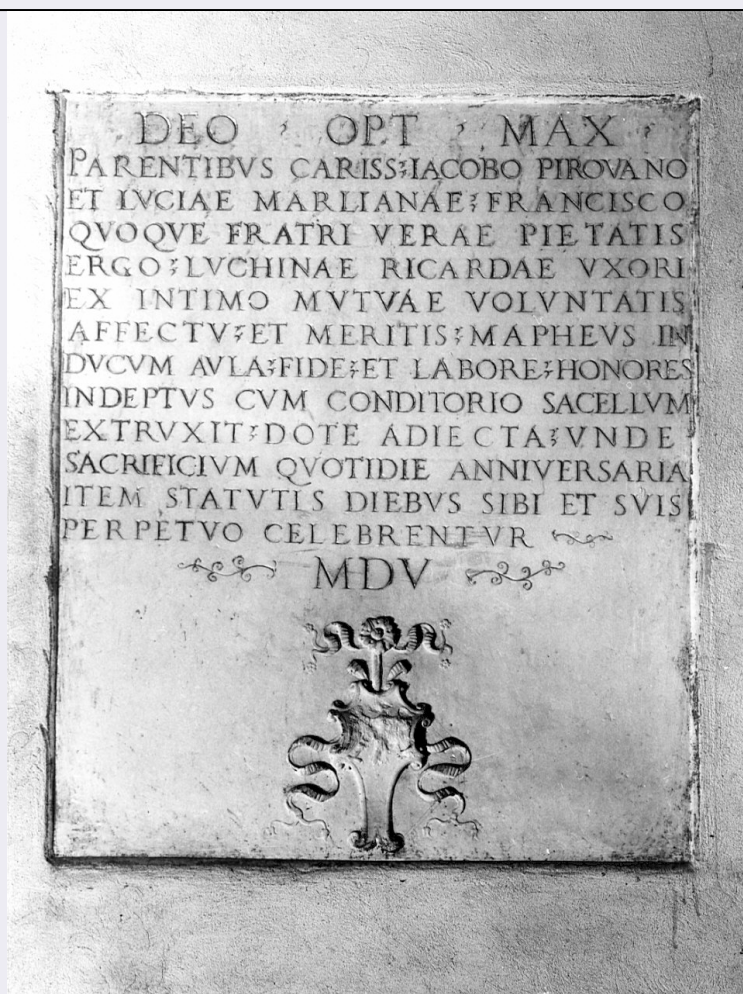 DEO OPT MAX
PARENTIBVS CARISS IACOBO PIROVANO
ET LVCIAE MARLIANAE FRANCISCO
QVOQVE FRATRI VERAE PIETATIS
ERGO LVCHINAE RICARDAE VXORI
EX INTIMO MVTVAE VOLVNTATIS
AFFECTV ET MERITIS MAPHEVS IN
DVCVM AVLA FIDE ET LABORE HONORES
INDEPTVS CVM CONDITORIO SACELLVM
EXTRVXIT DOTE ADIECTA VNDE
SACRIFICIVM QVOTIDIE ANNIVERSARIA
ITEM STATVTIS DIEBVS SIBI ET SVIS
PERPETVO CELEBRENTVR
MDV